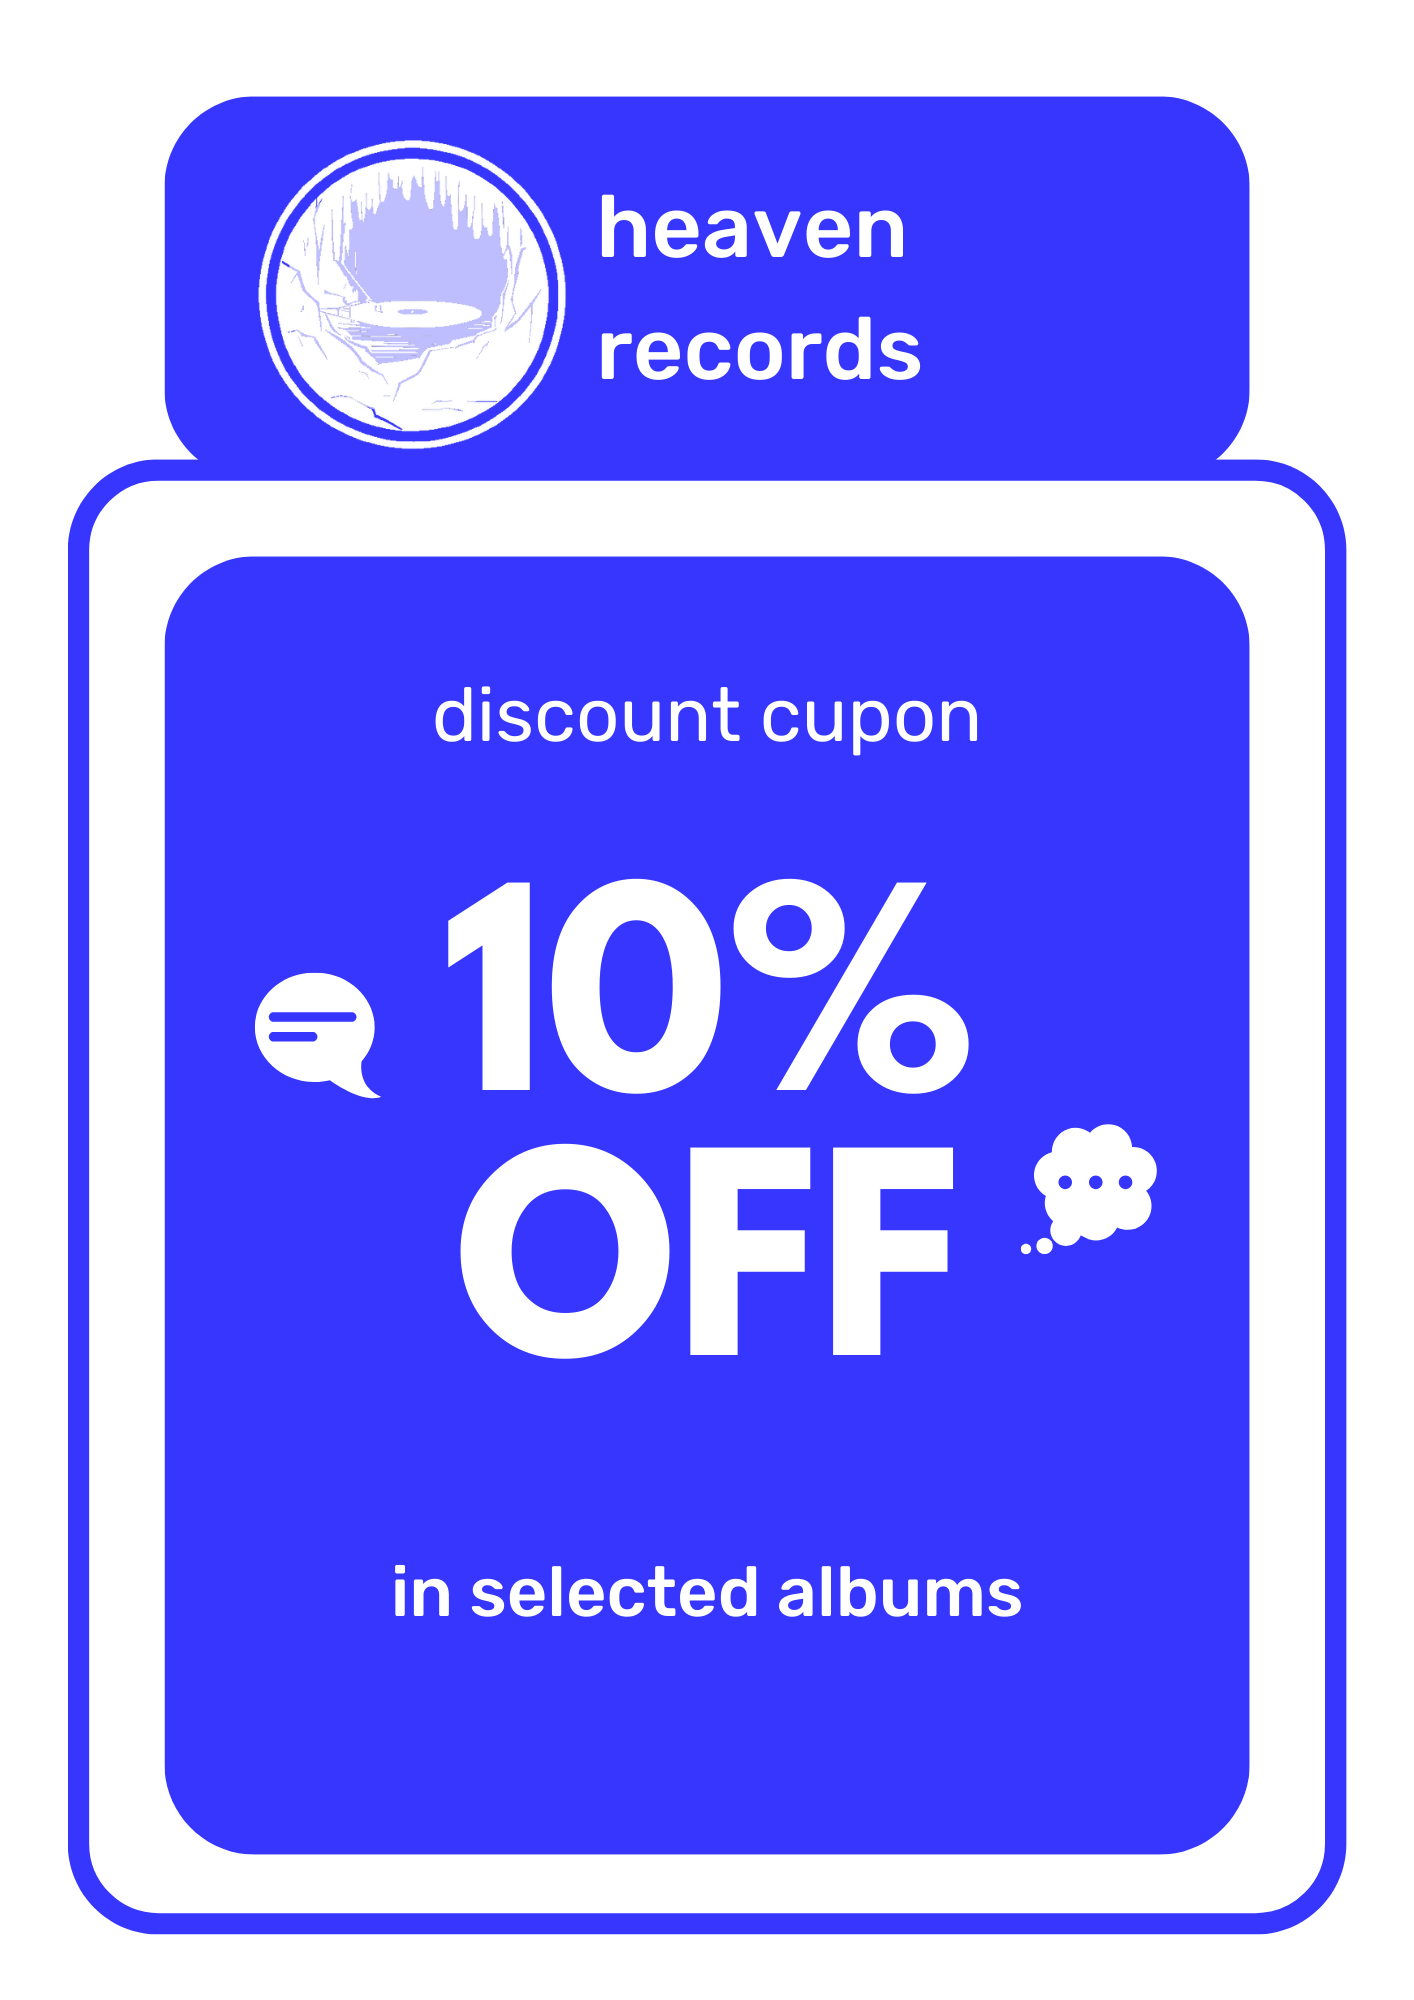 heaven
records
discount cupon
10%
OFF
in selected albums